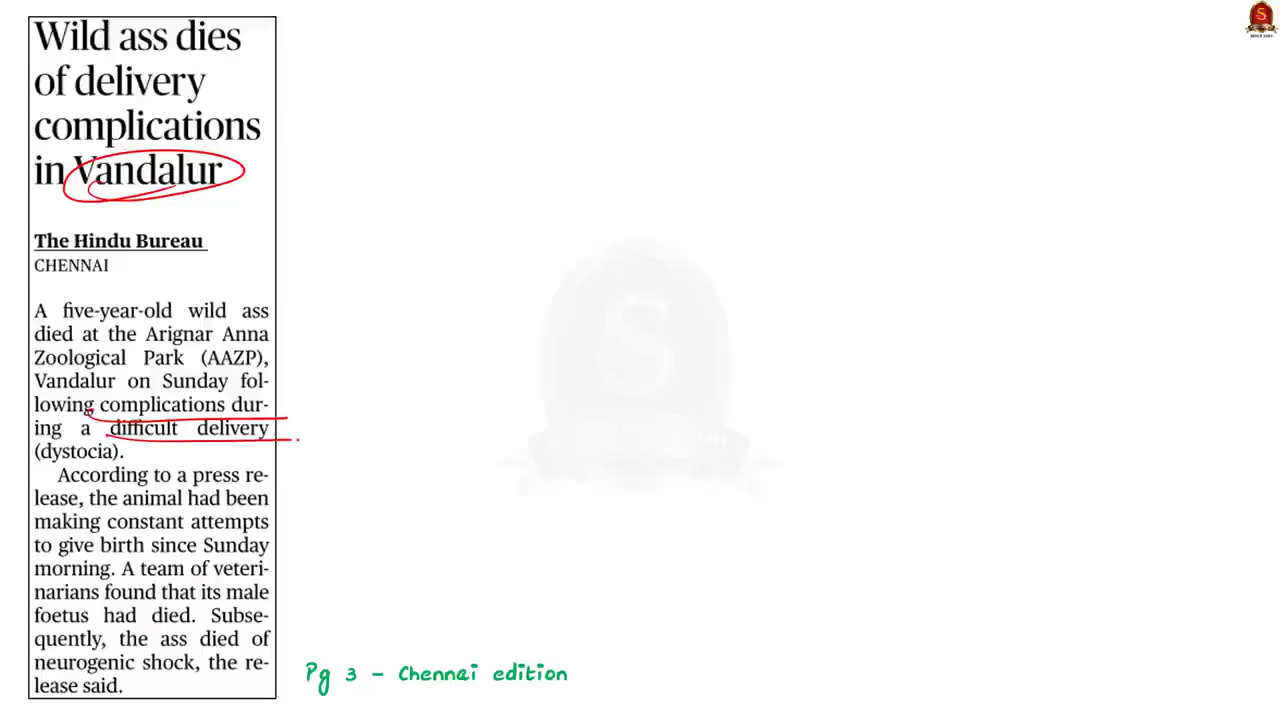 Wild ass dies
of delivery
complications
in Vandalur
The Hindu Bureau
CHENNAI
A five-year-old wild ass
died at the Arignar Anna
Zoological Park (AAZP),
Vandalur on Sunday fol-
lowing complications dur-
ing a difficult delivery
(dystocia).
According to a press re-
lease, the animal had been
making constant attempts
to give birth since Sunday
morning. A team of veteri-
narians found that its male
foetus had died. Subse-
quently, the ass died of
neurogenic shock, the re-
lease said.
Pg 3 - Chennai edition
S
S